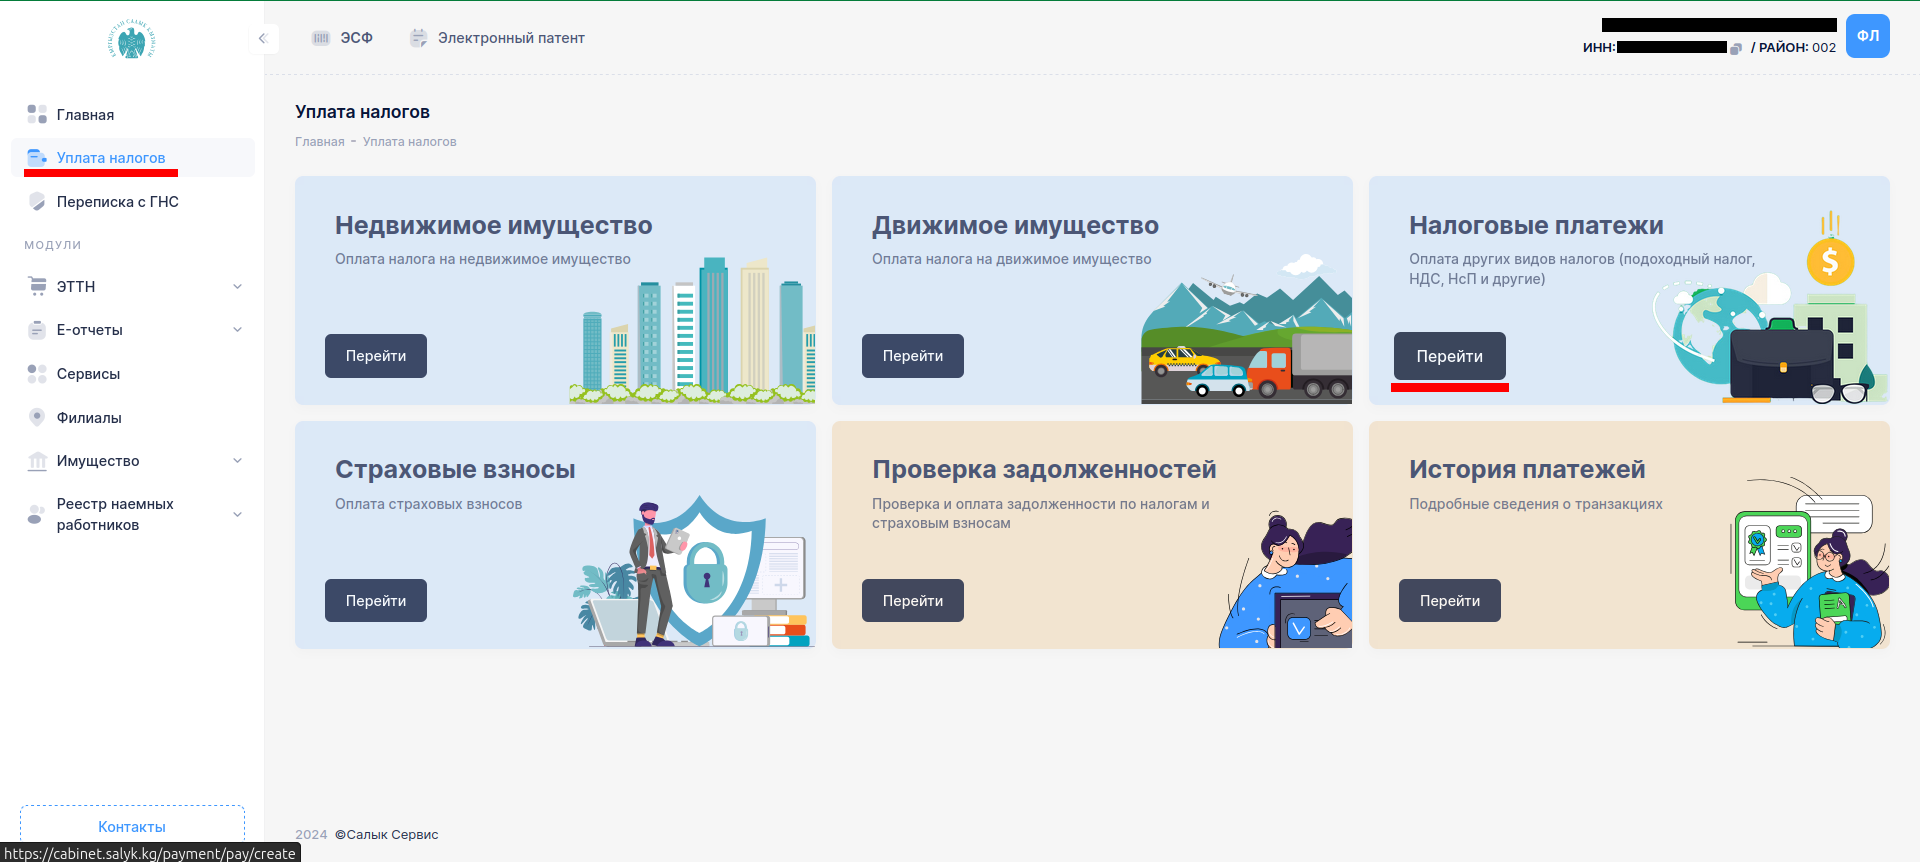 КЫРГЫЗСТАН САЛЫК КЫЗМАТЫ
ЭСФ
Электронный патент
ИНН:
/ РАЙОН: 002
ФЛ
Главная
Уплата налогов
Переписка с ГНС
МОДУЛИ
ЭТТН
Е-отчеты
Сервисы
Филиалы
Имущество
Реестр наемных
работников
Контакты
Уплата налогов
Главная - Уплата налогов
Недвижимое имущество
Оплата налога на недвижимое имущество
Перейти
Движимое имущество
Оплата налога на движимое имущество
Перейти
Налоговые платежи
Оплата других видов налогов (подоходный налог,
НДС, НсП и другие)
$
Перейти
Страховые взносы
Оплата страховых взносов
Перейти
Проверка задолженностей
Проверка и оплата задолженности по налогам и
страховым взносам
Перейти
История платежей
Подробные сведения о транзакциях
A
Перейти
2024 ©Салык Сервис
https://cabinet.salyk.kg/payment/pay/create